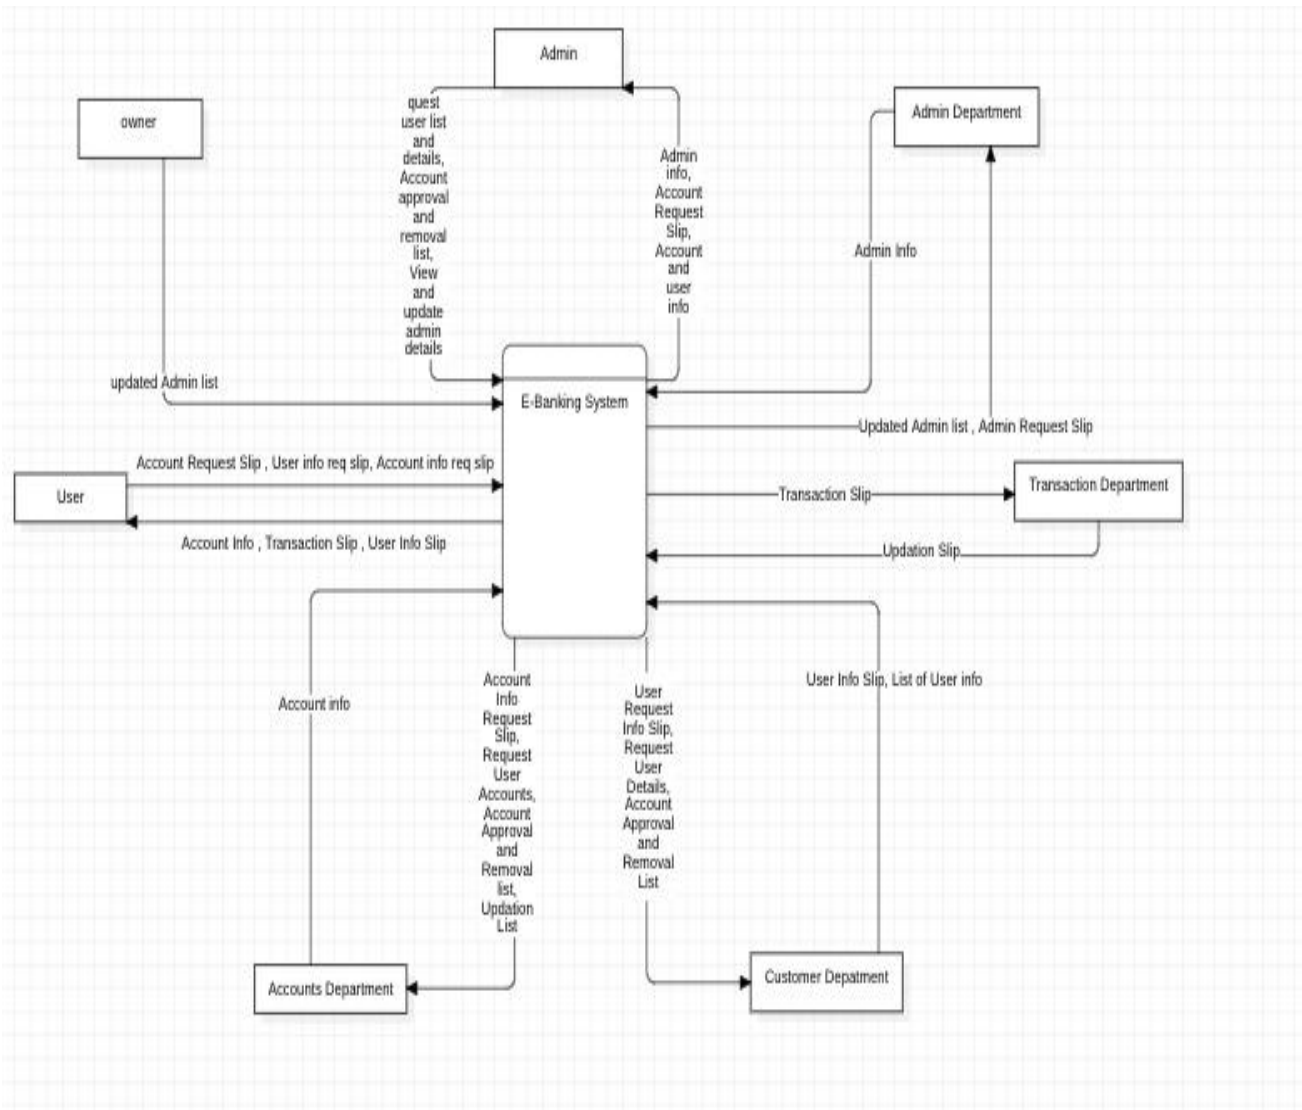 Admin
owner
Admin Department
quest
user list
and
details,
Account
approval
and
removal
list,
View
and
update
admin
details
Admin
info,
Account
Request
Slip,
Account
and
user
info
Admin Info
updated Admin list
E-Banking System
Updated Admin list , Admin Request Slip
Account Request Slip , User info req slip, Account info req slip
User
Transaction Department
Transaction Slip
Account Info , Transaction Slip , User Info Slip
Updation Slip
Account info
Account
Info
Request
Slip,
Request
User
Accounts,
Account
Approval
and
Removal
list,
Updation
List
User
Request
Info Slip,
Request
User
Details,
Account
Approval
and
Removal
List
User Info Slip, List of User info
Accounts Department
Customer Depatment